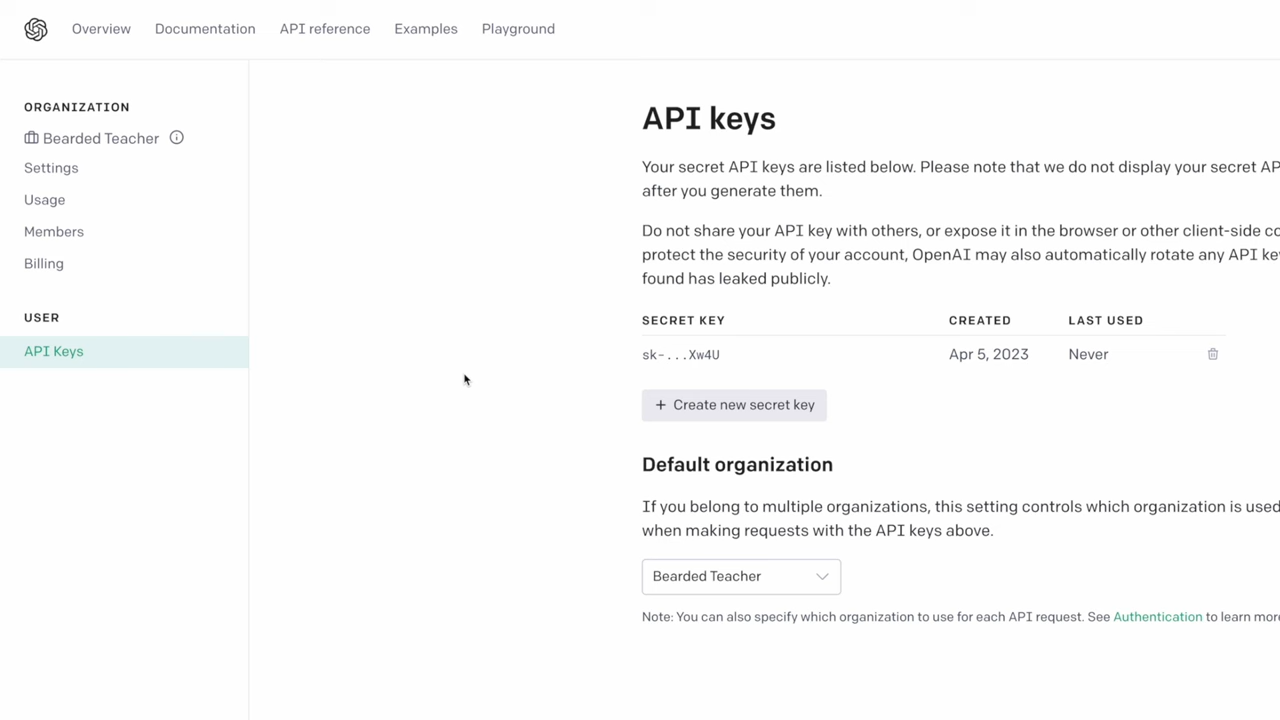 Overview Documentation API reference Examples Playground
ORGANIZATION
Bearded Teacher
Settings
Usage
Members
Billing
USER
API Keys
API keys
Your secret API keys are listed below. Please note that we do not display your secret AP
after you generate them.
Do not share your API key with others, or expose it in the browser or other client-side co
protect the security of your account, OpenAI may also automatically rotate any API ke
found has leaked publicly.
SECRET KEY CREATED LAST USED
sk-...Xw4U Apr 5, 2023 Never
+ Create new secret key
Default organization
If you belong to multiple organizations, this setting controls which organization is used
when making requests with the API keys above.
Bearded Teacher
Note: You can also specify which organization to use for each API request. See Authentication to learn more